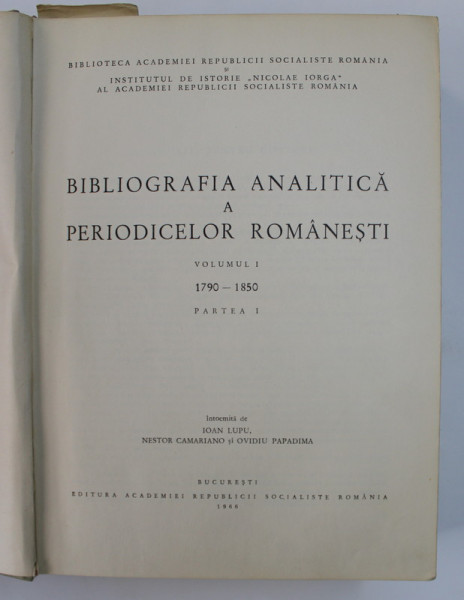 BIBLIOTECA ACADEMIEI REPUBLICII SOCIALISTE ROMÂNIA
și
INSTITUTUL DE ISTORIE „NICOLAE IORGA“
AL ACADEMIEI REPUBLICII SOCIALISTE ROMÂNIA
BIBLIOGRAFIA ANALITICĂ
A
PERIODICELOR ROMÂNEȘTI
VOLUMUL I
1790 – 1850
PARTEA I
Întocmită de
IOAN LUPU,
NESTOR CAMARIANO și OVIDIU PAPADIMA
BUCUREȘTI
EDITURA ACADEMIEI REPUBLICII SOCIALISTE ROMÂNIA
1966